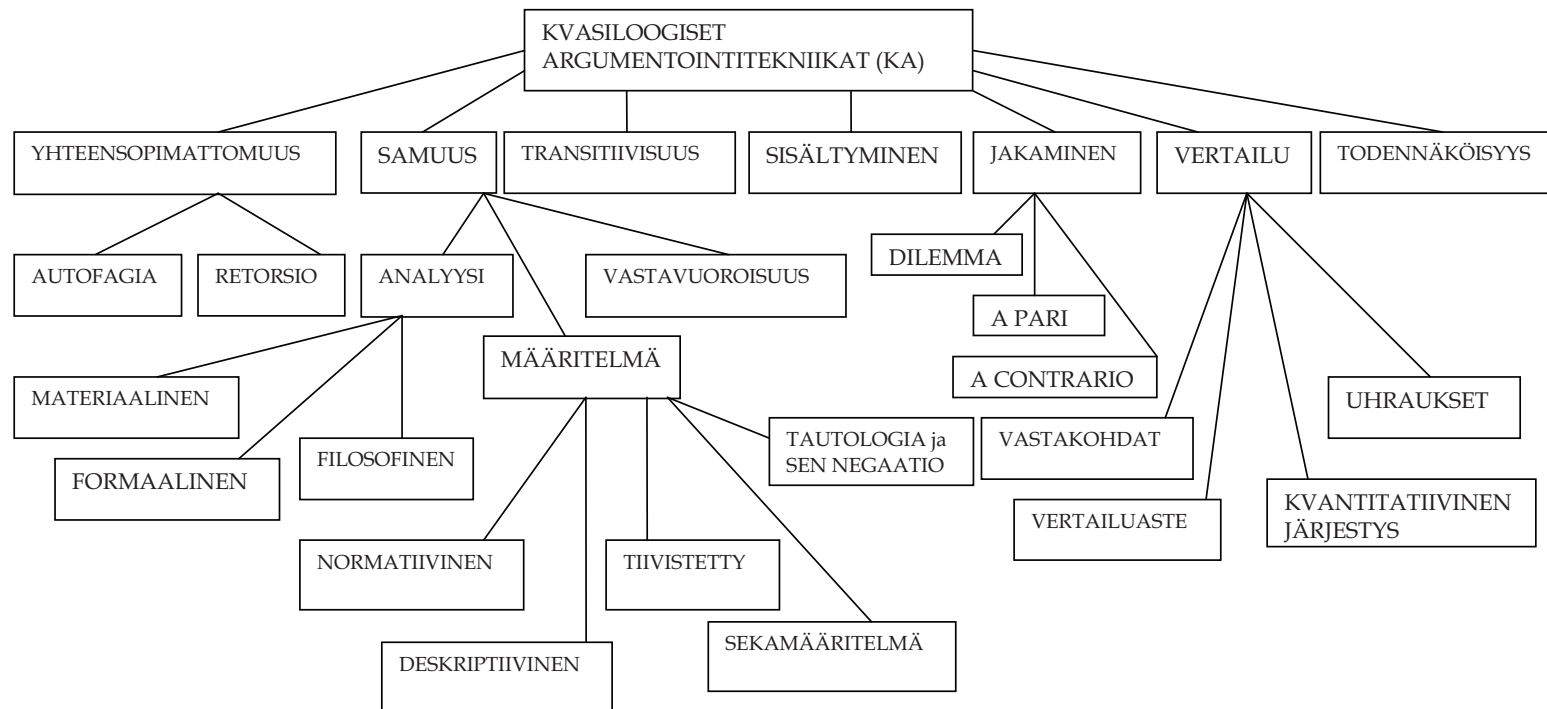 KVASILOOGISET
ARGUMENTOINTITEKNIIKAT (KA)
YHTEENSOPIMATTOMUUS
SAMUUS
TRANSITIIVISUUS
SISÄLTYMINEN
JAKAMINEN
VERTAILU
TODENNÄKÖISYYS
AUTOFAGIA
RETORSIO
ANALYYSI
VASTAVUOROISUUS
DILEMMA
A PARI
MÄÄRITELMÄ
A CONTRARIO
MATERIAALINEN
UHRAUKSET
TAUTOLOGIA ja
SEN NEGAATIO
VASTAKOHDAT
FILOSOFINEN
FORMAALINEN
KVANTITATIIVINEN
JÄRJESTYS
VERTAILUASTE
NORMATIIVINEN
TIIVISTETTY
SEKAMÄÄRITELMÄ
DESKRIPTIIVINEN